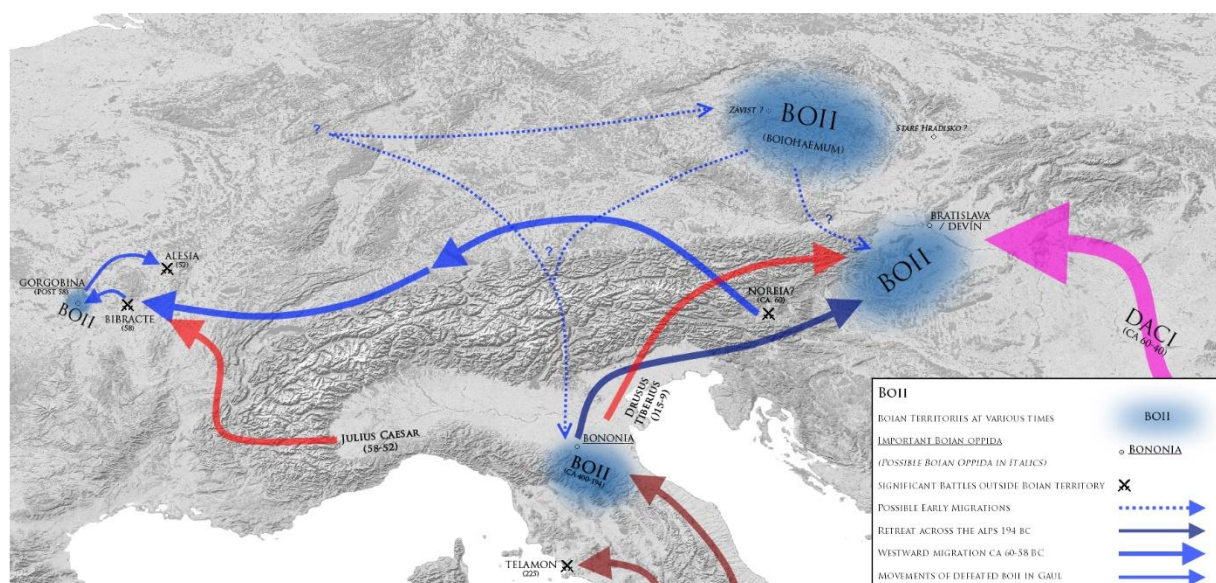 ZÁVIST ?
BOII
(BOIOHAEMUM)
STARÉ HRADISKO ?
?
?
?
BRATISLAVA
/ DEVÍN
BOII
ALESIA
(52)
GORGOBINA
(POST 58)
BOII
BIBRACTE
(58)
NOREIA?
(CA. 60)
DACI
(CA 60-40)
DRUSUS
TIBERIUS
(115-9)
JULIUS CAESAR
(58-52)
BONONIA
BOII
(CA 400-194)
TELAMON
(225)
BOII
BOIAN TERRITORIES AT VARIOUS TIMES
BOII
IMPORTANT BOIAN OPPIDA
BONONIA
(POSSIBLE BOIAN OPPIDA IN ITALICS)
SIGNIFICANT BATTLES OUTSIDE BOIAN TERRITORY
POSSIBLE EARLY MIGRATIONS
RETREAT ACROSS THE ALPS 194 BC
WESTWARD MIGRATION CA 60-58 BC
MOVEMENTS OF DEFEATED BOII IN GAUL